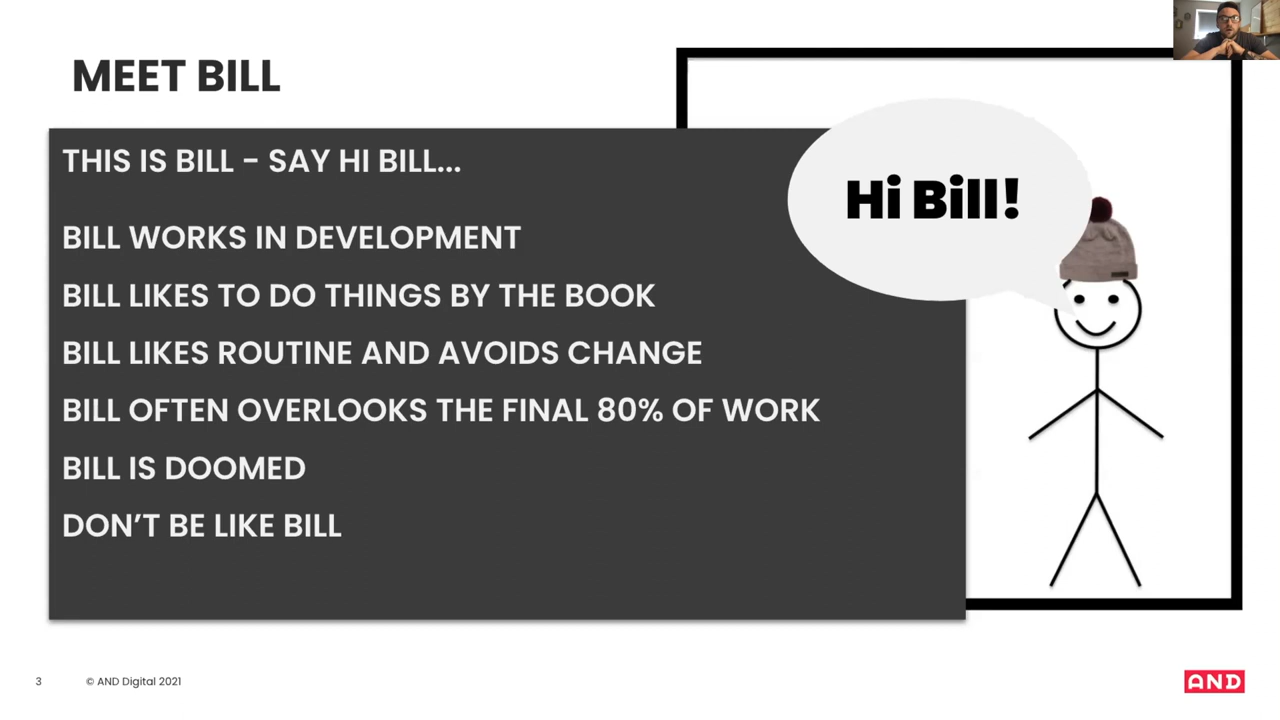 MEET BILL
THIS IS BILL - SAY HI BILL...
Hi Bill!
BILL WORKS IN DEVELOPMENT
BILL LIKES TO DO THINGS BY THE BOOK
BILL LIKES ROUTINE AND AVOIDS CHANGE
BILL OFTEN OVERLOOKS THE FINAL 80% OF WORK
BILL IS DOOMED
DON'T BE LIKE BILL
3
© AND Digital 2021
AND